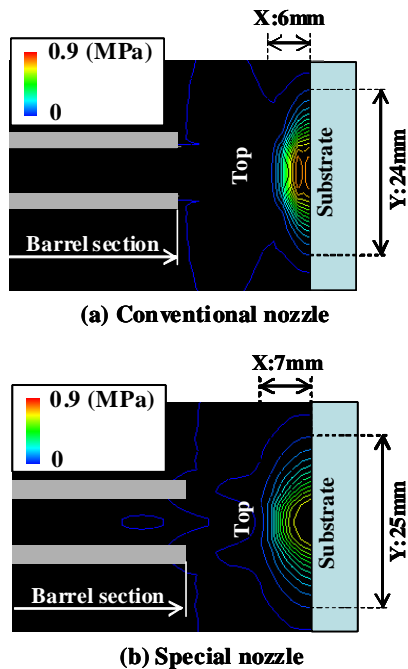 X:6mm
0.9 (MPa)
0
Top
Substrate
Y:24mm
Barrel section
(a) Conventional nozzle
X:7mm
0.9 (MPa)
0
Top
Substrate
Y:25mm
Barrel section
(b) Special nozzle